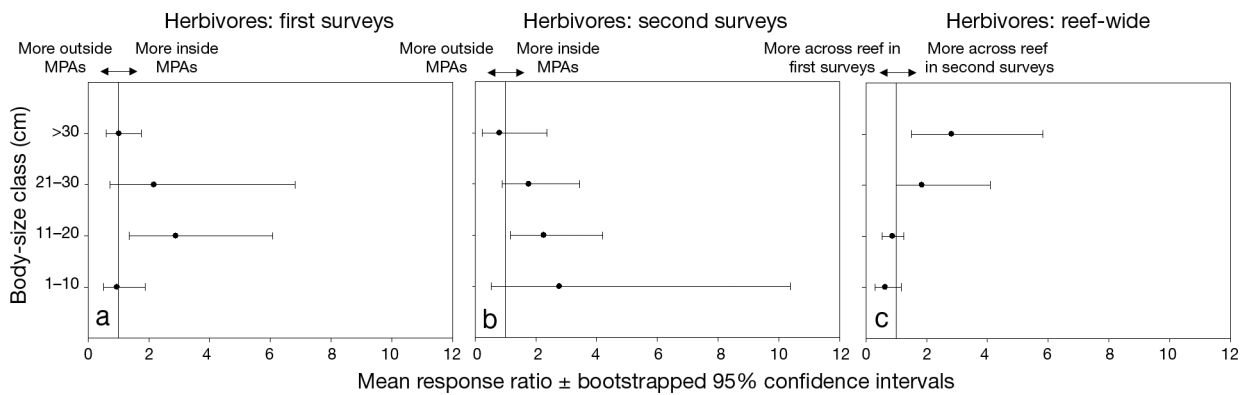 Herbivores: first surveys
More outside
MPAs
More inside
MPAs
Herbivores: second surveys
More outside
MPAs
More inside
MPAs
Herbivores: reef-wide
More across reef in
first surveys
More across reef
in second surveys
Body-size class (cm)
>30
21–30
11–20
1–10
a
b
c
0 2 4 6 8 10 12
0 2 4 6 8 10 12
0 2 4 6 8 10 12
Mean response ratio ± bootstrapped 95% confidence intervals